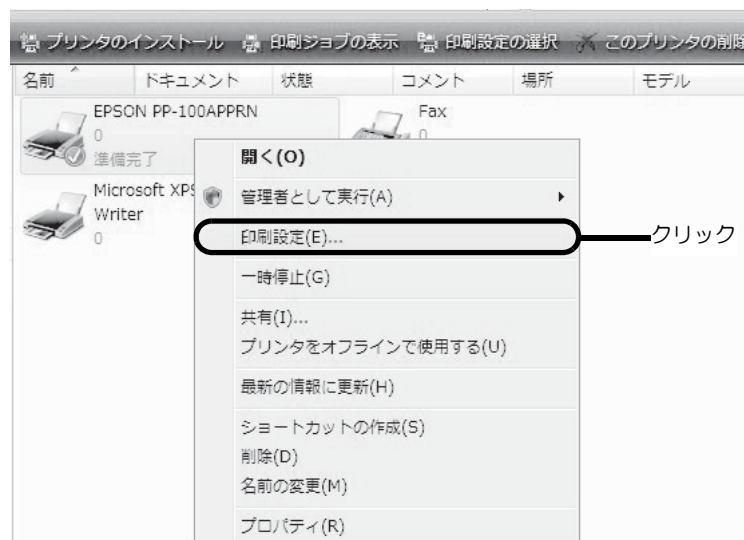 プリンタのインストール 印刷ジョブの表示 印刷設定の選択 このプリンタの削除
名前 ドキュメント 状態 コメント 場所 モデル
EPSON PP-100APPRN
0
準備完了
Fax
0
Microsoft XPS
Writer
0
開く(O)
管理者として実行(A)
印刷設定(E)...
クリック
一時停止(G)
共有(I)...
プリンタをオフラインで使用する(U)
最新の情報に更新(H)
ショートカットの作成(S)
削除(D)
名前の変更(M)
プロパティ(R)